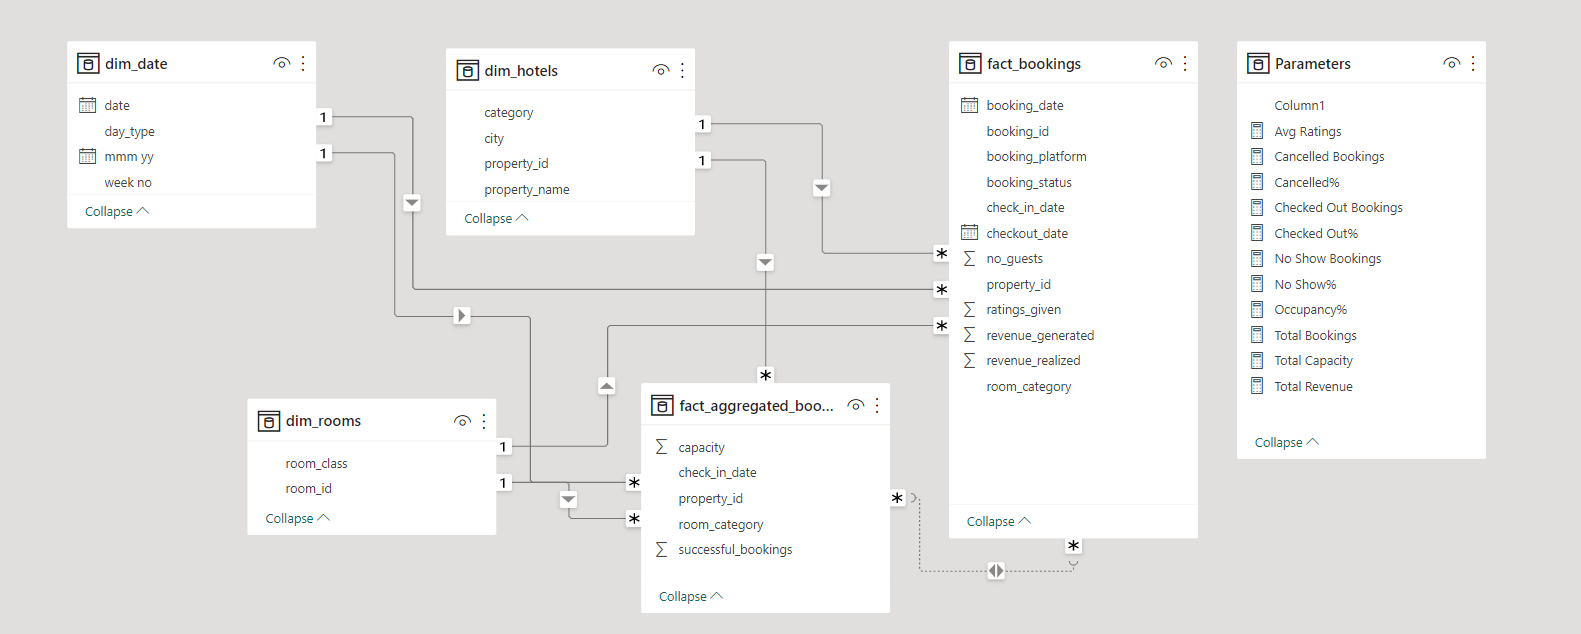 dim_date
date
day_type
mmm yy
week no
Collapse
dim_hotels
category
city
property_id
property_name
Collapse
fact_bookings
booking_date
booking_id
booking_platform
booking_status
check_in_date
checkout_date
no_guests
property_id
ratings_given
revenue_generated
revenue_realized
room_category
Collapse
Parameters
Column1
Avg Ratings
Cancelled Bookings
Cancelled%
Checked Out Bookings
Checked Out%
No Show Bookings
No Show%
Occupancy%
Total Bookings
Total Capacity
Total Revenue
Collapse
dim_rooms
room_class
room_id
Collapse
fact_aggregated_boo...
capacity
check_in_date
property_id
room_category
successful_bookings
Collapse
1
1
1
1
1
1
*
*
*
*
*
*
*
*